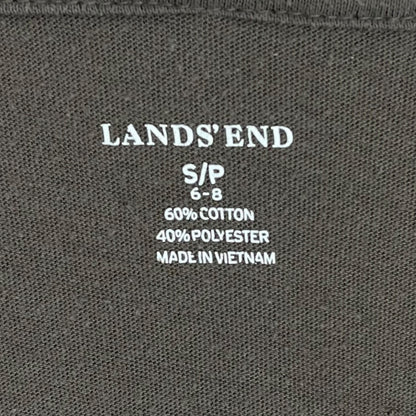 LANDS' END
S/P
6-8
60% COTTON
40% POLYESTER
MADE IN VIETNAM